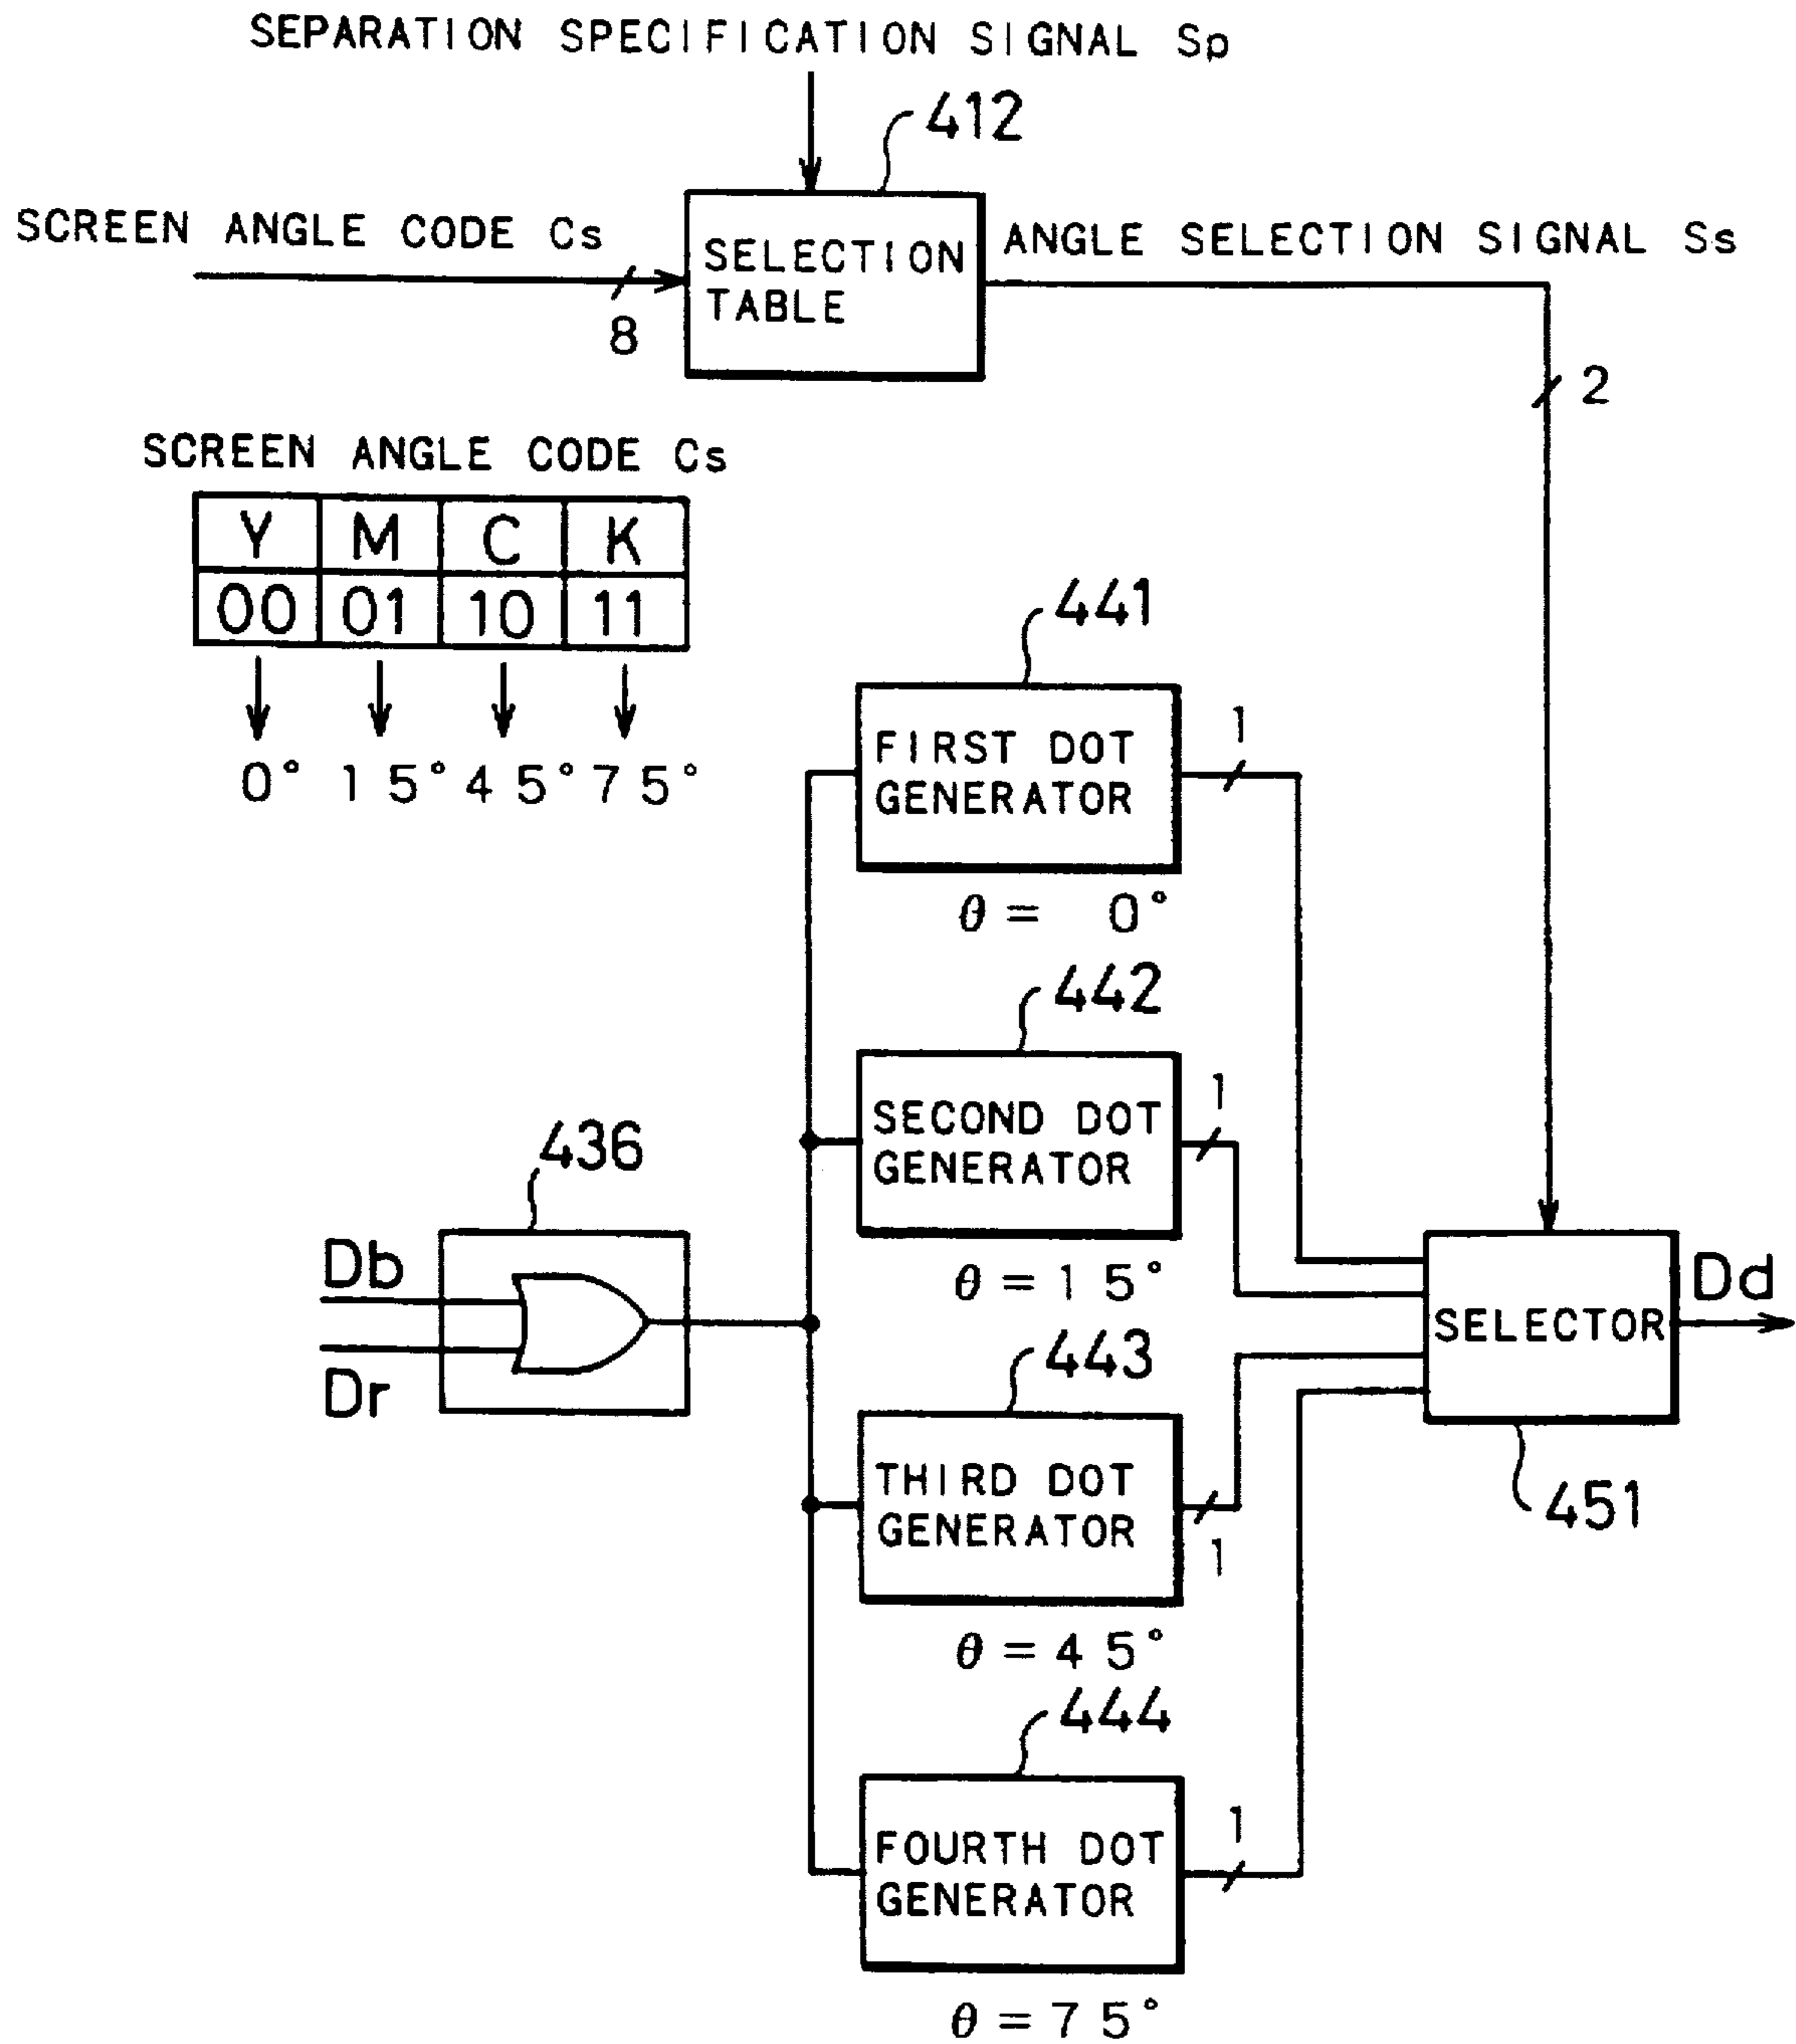 SEPARATION SPECIFICATION SIGNAL Sp
412
SCREEN ANGLE CODE Cs
8
SELECTION
TABLE
ANGLE SELECTION SIGNAL Ss
2
SCREEN ANGLE CODE Cs
Y M C K
00 01 10 11
0° 15° 45° 75°
441
FIRST DOT
GENERATOR
1
θ = 0°
442
SECOND DOT
GENERATOR
1
θ = 15°
436
Db
Dr
443
THIRD DOT
GENERATOR
1
θ = 45°
SELECTOR
Dd
451
444
FOURTH DOT
GENERATOR
1
θ = 75°